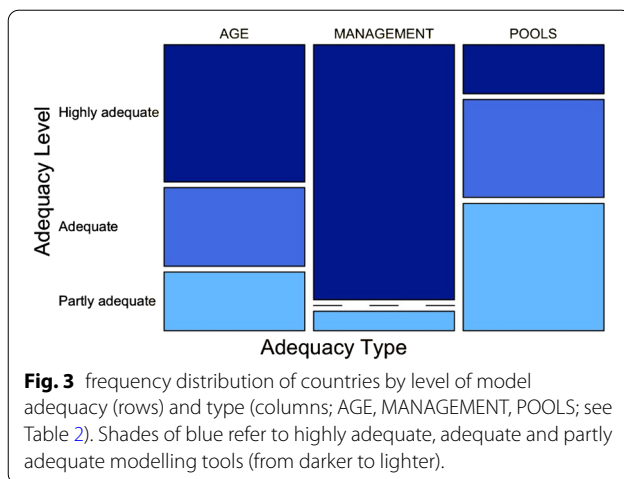 AGE MANAGEMENT POOLS
Adequacy Level
Highly adequate
Adequate
Partly adequate
Adequacy Type
Fig. 3 frequency distribution of countries by level of model
adequacy (rows) and type (columns; AGE, MANAGEMENT, POOLS; see
Table 2). Shades of blue refer to highly adequate, adequate and partly
adequate modelling tools (from darker to lighter).